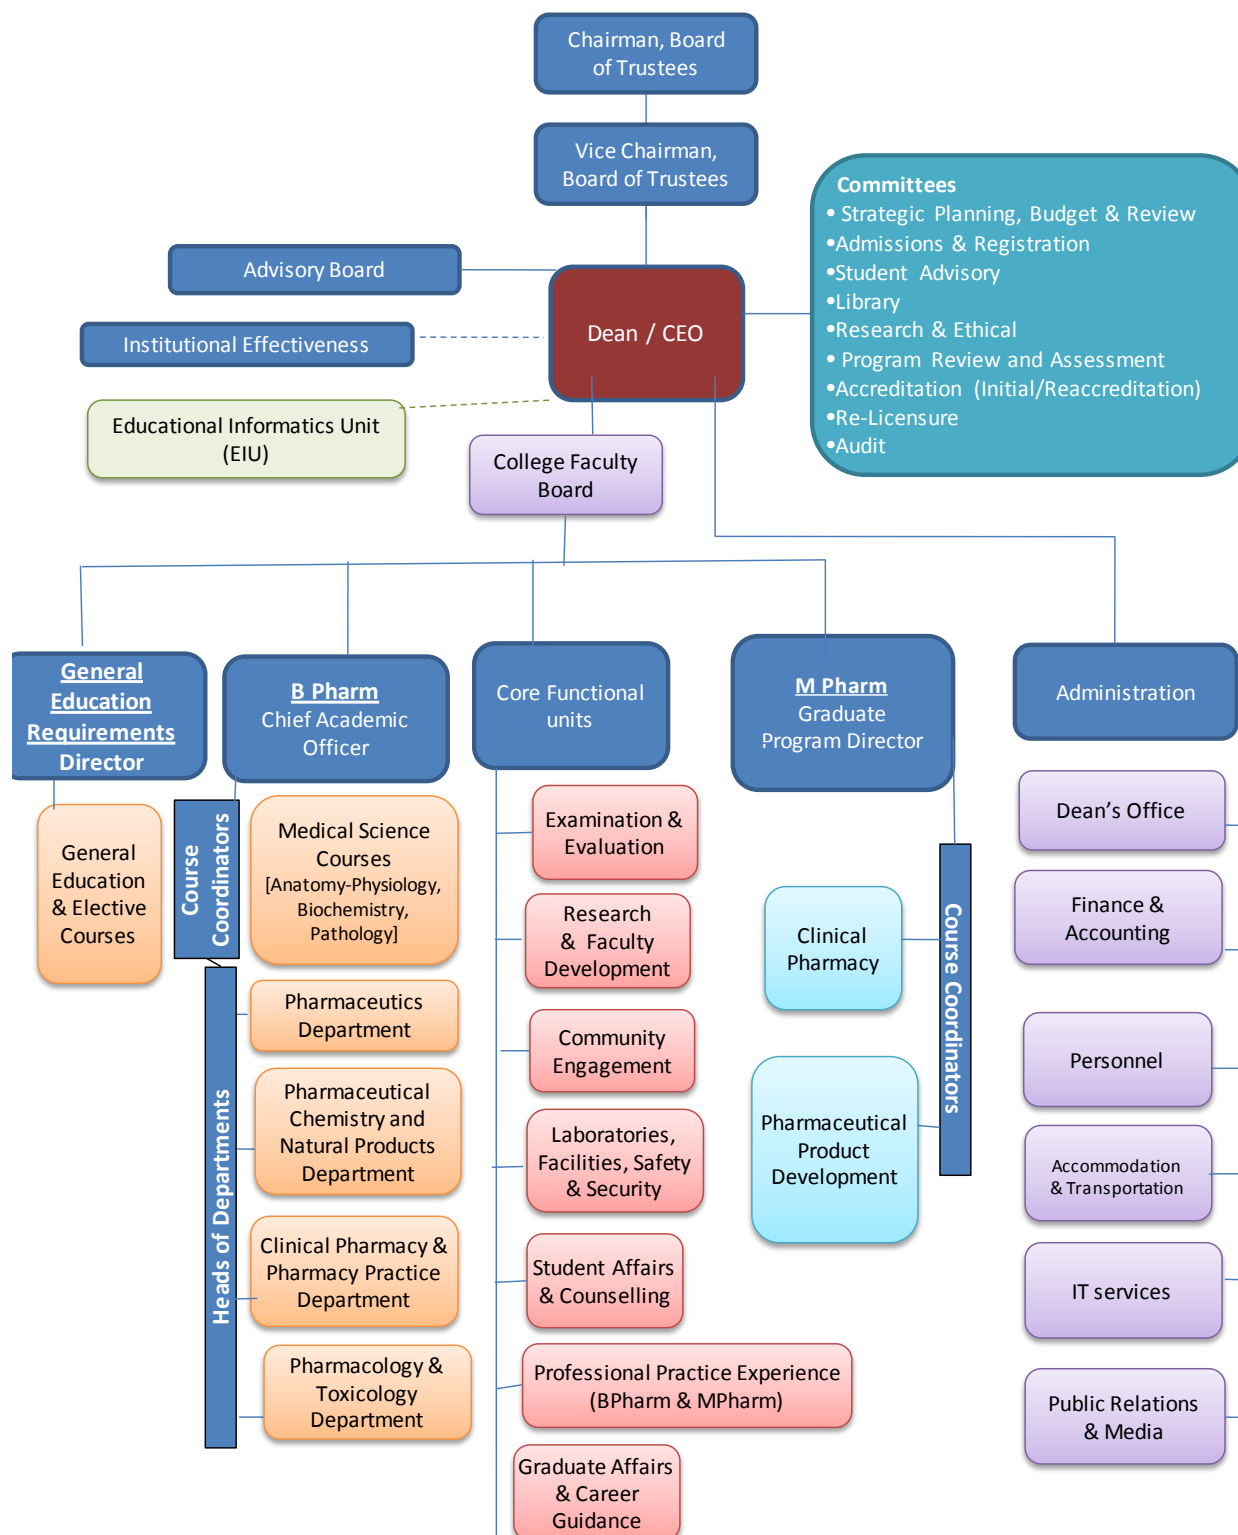 Chairman, Board
of Trustees
Vice Chairman,
Board of Trustees
Committees
• Strategic Planning, Budget & Review
•Admissions & Registration
•Student Advisory
•Library
•Research & Ethical
• Program Review and Assessment
•Accreditation (Initial/Reaccreditation)
•Re-Licensure
•Audit
Advisory Board
Institutional Effectiveness
Dean / CEO
Educational Informatics Unit
(EIU)
College Faculty
Board
General
Education
Requirements
Director
B Pharm
Chief Academic
Officer
Core Functional
units
M Pharm
Graduate
Program Director
Administration
General
Education
& Elective
Courses
Course
Coordinators
Medical Science
Courses
[Anatomy-Physiology,
Biochemistry,
Pathology]
Heads of Departments
Pharmaceutics
Department
Pharmaceutical
Chemistry and
Natural Products
Department
Clinical Pharmacy &
Pharmacy Practice
Department
Pharmacology &
Toxicology
Department
Examination &
Evaluation
Research
& Faculty
Development
Community
Engagement
Laboratories,
Facilities, Safety
& Security
Student Affairs
& Counselling
Professional Practice Experience
(BPharm & MPharm)
Graduate Affairs
& Career
Guidance
Clinical
Pharmacy
Pharmaceutical
Product
Development
Course Coordinators
Dean’s Office
Finance &
Accounting
Personnel
Accommodation
& Transportation
IT services
Public Relations
& Media